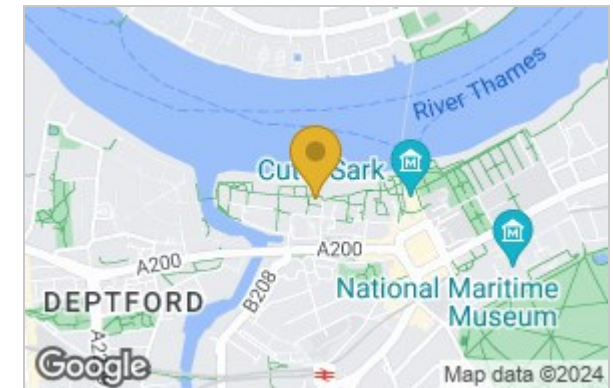 River Thames
Cutty Sark
A200
A200
B208
DEPTFORD
National Maritime
Museum
Google
Map data ©2024